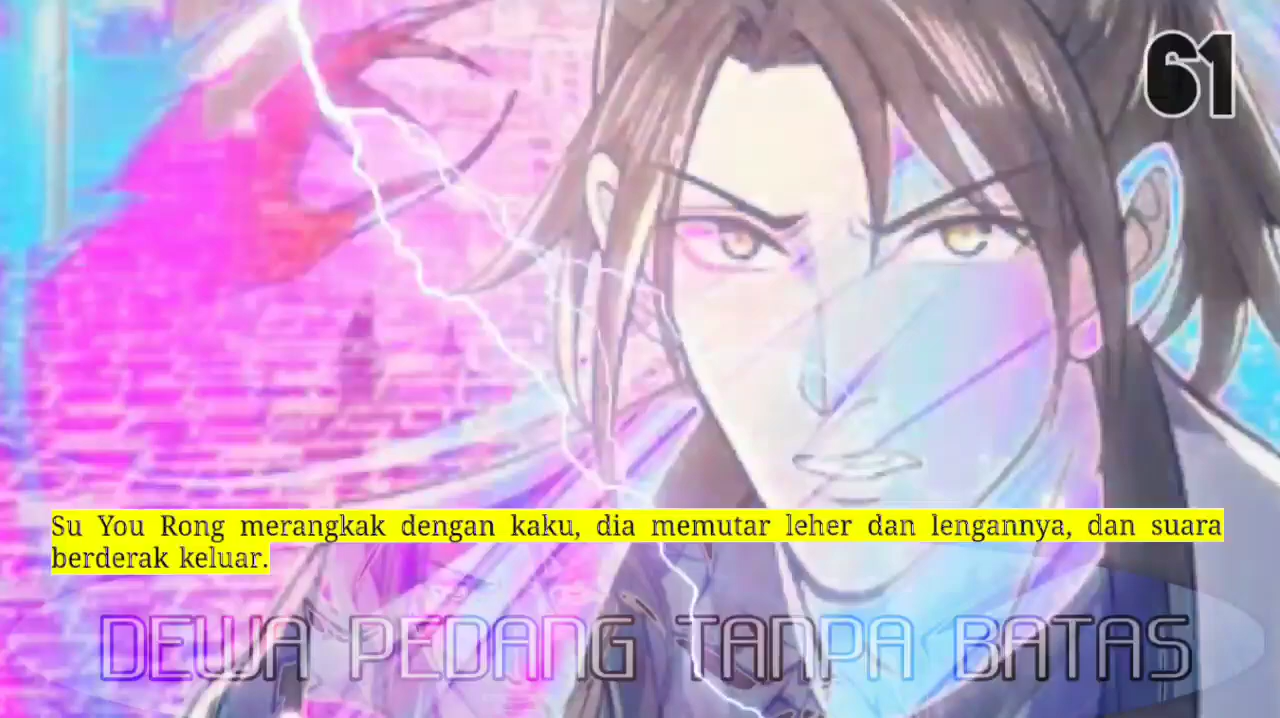 61
Su You Rong merangkak dengan kaku, dia memutar leher dan lengannya, dan suara
berderak keluar.
DEWA PEDANG TANPA BATAS